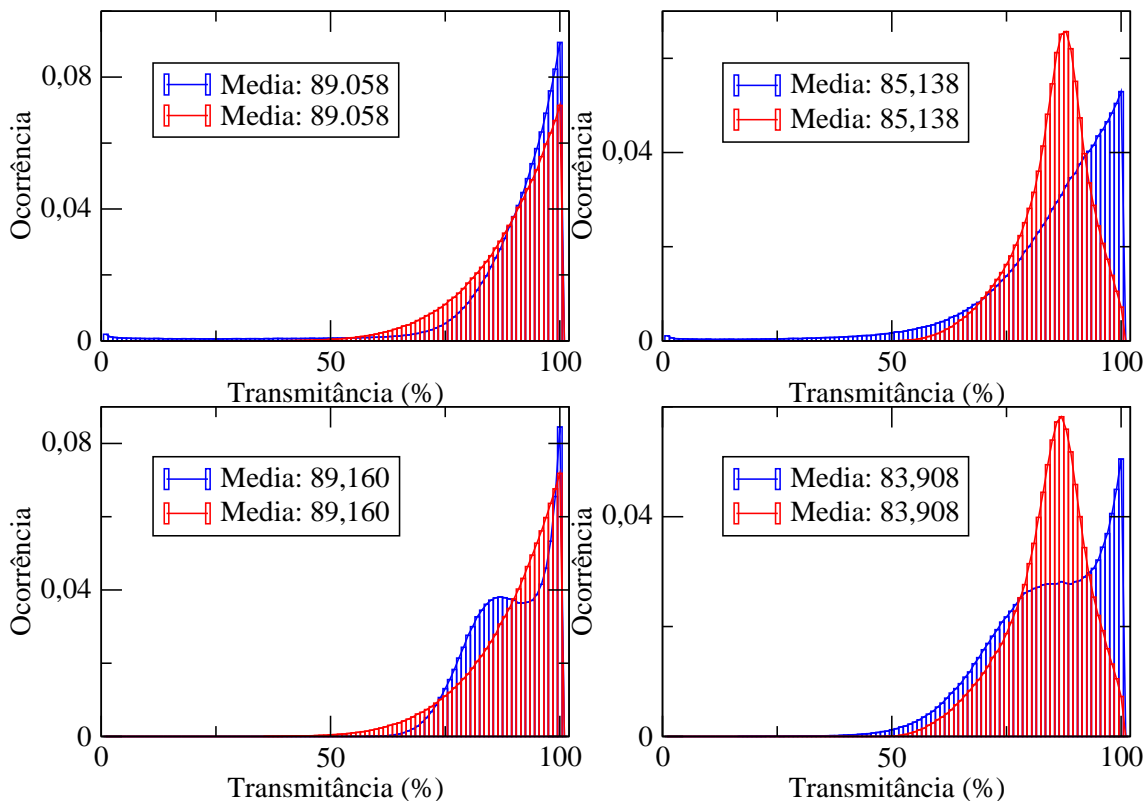 Ocorrência
0,08
0,04
0
Media: 89.058
Media: 89.058
0
50
100
Transmitância (%)
Ocorrência
0,04
0
Media: 85,138
Media: 85,138
0
50
100
Transmitância (%)
Ocorrência
0,08
0,04
0
Media: 89,160
Media: 89,160
0
50
100
Transmitância (%)
Ocorrência
0,04
0
Media: 83,908
Media: 83,908
0
50
100
Transmitância (%)